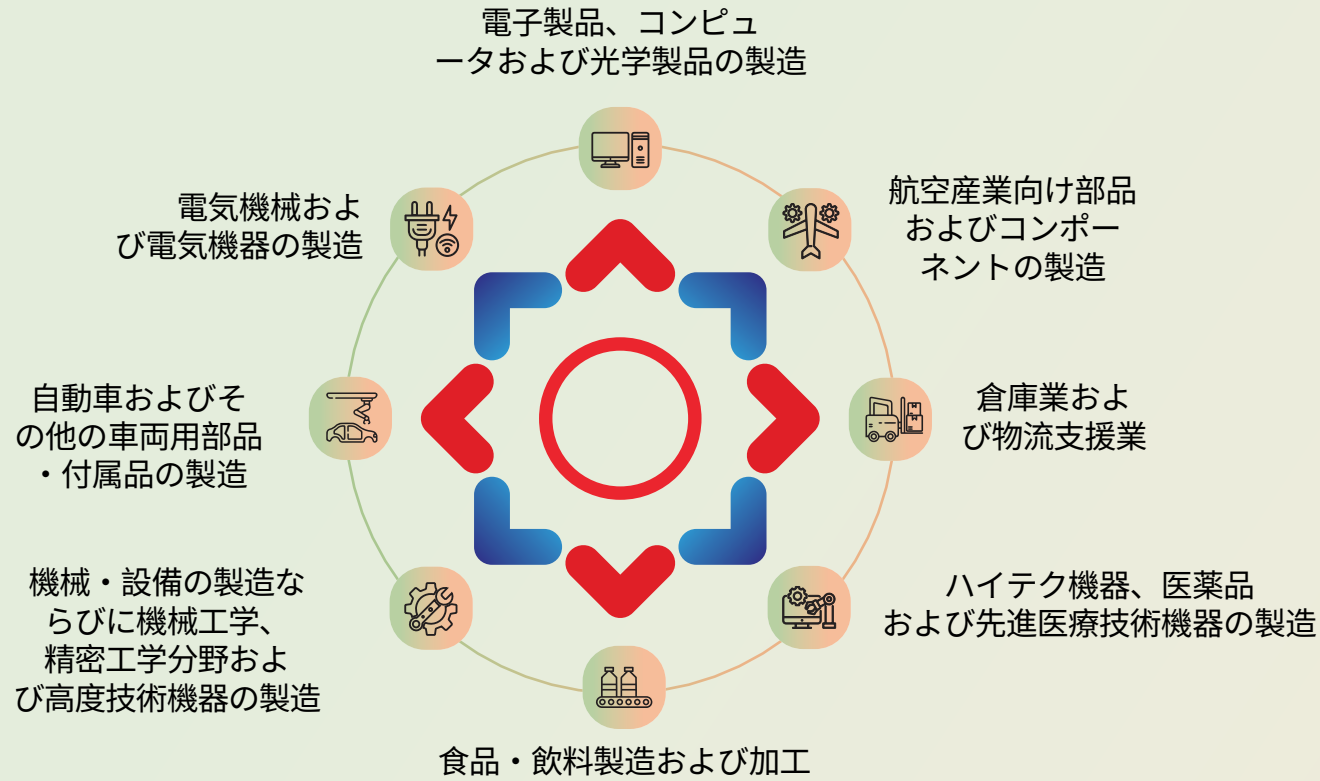 電子製品、コンピュ
ータおよび光学製品の製造
電気機械およ
び電気機器の製造
航空産業向け部品
およびコンポー
ネントの製造
自動車およびそ
の他の車両用部品
・付属品の製造
倉庫業およ
び物流支援業
機械・設備の製造な
らびに機械工学、
精密工学分野およ
び高度技術機器の製造
ハイテク機器、医薬品
および先進医療技術機器の製造
食品・飲料製造および加工